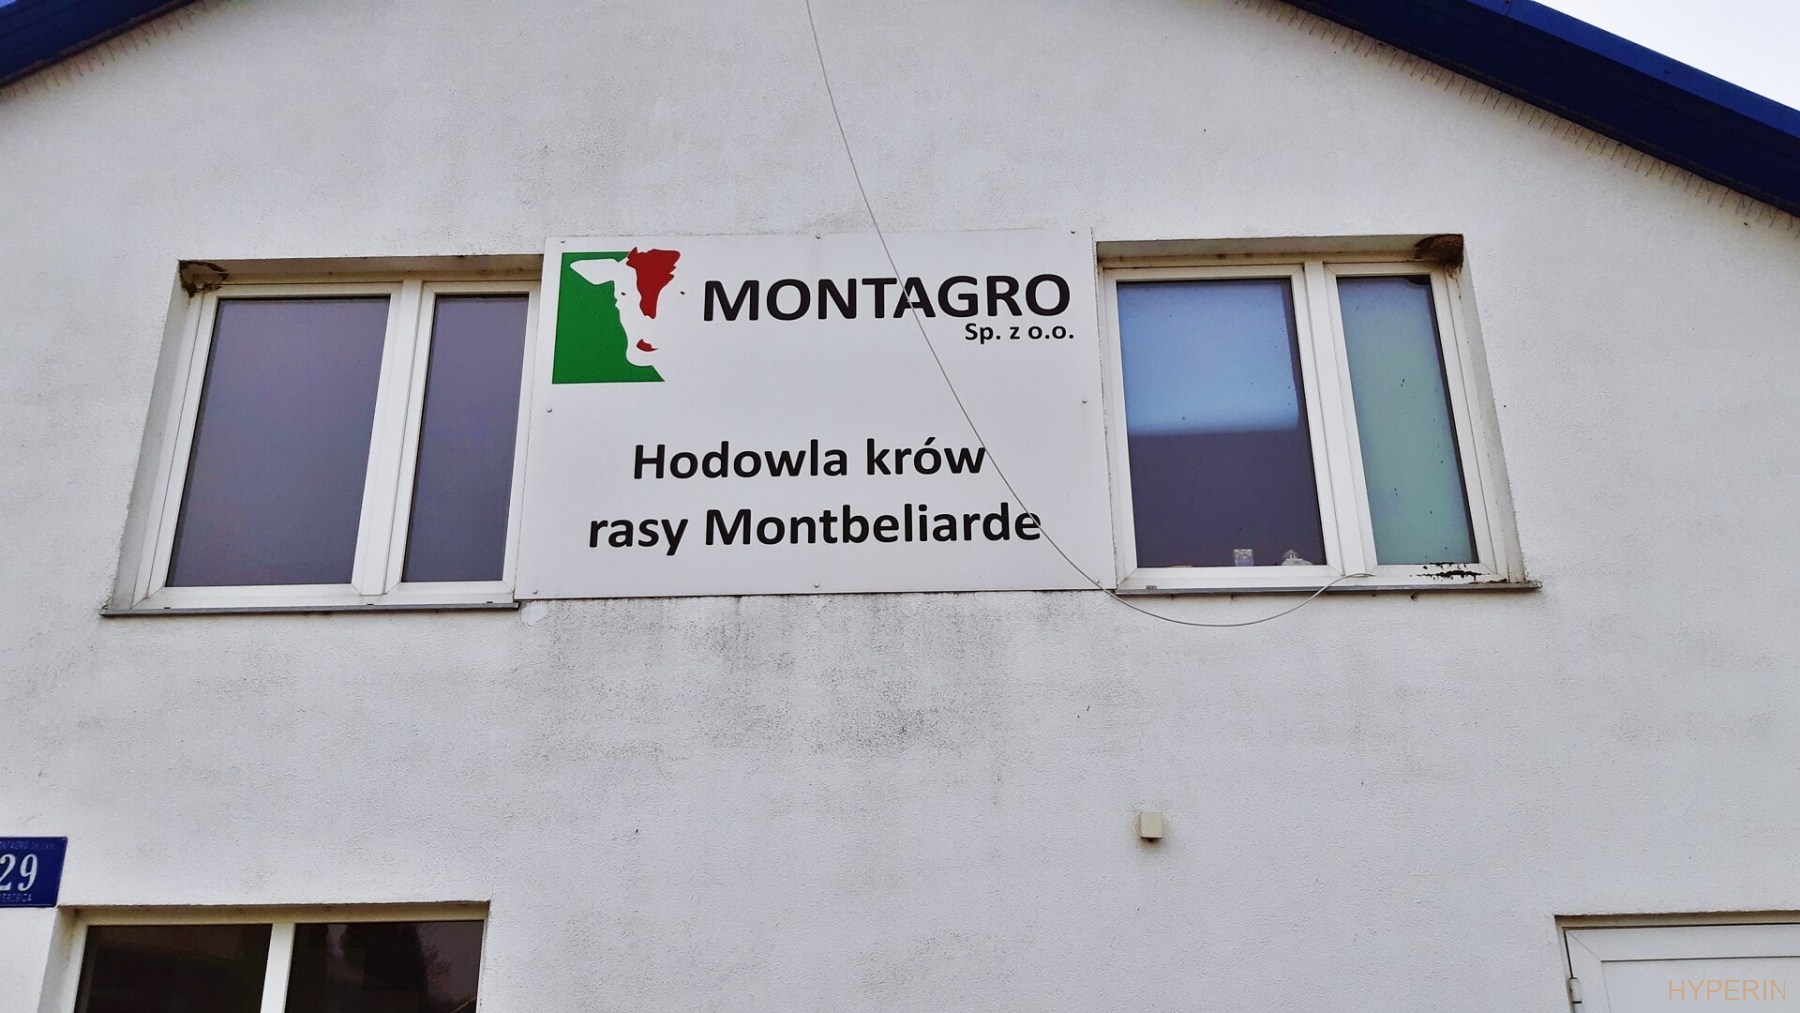 MONTAGRO
Sp. z o.o.
Hodowla krów
rasy Montbeliarde
29
HYPERIN